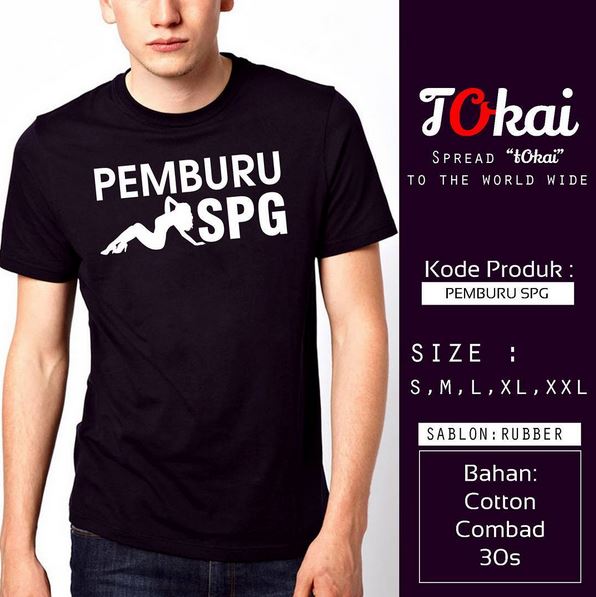 PEMBURU
SPG
TOkai
SPREAD "tOkai"
TO THE WORLD WIDE
Kode Produk :
PEMBURU SPG
SIZE :
S,M,L,XL,XXL
SABLON:RUBBER
Bahan:
Cotton
Combad
30s